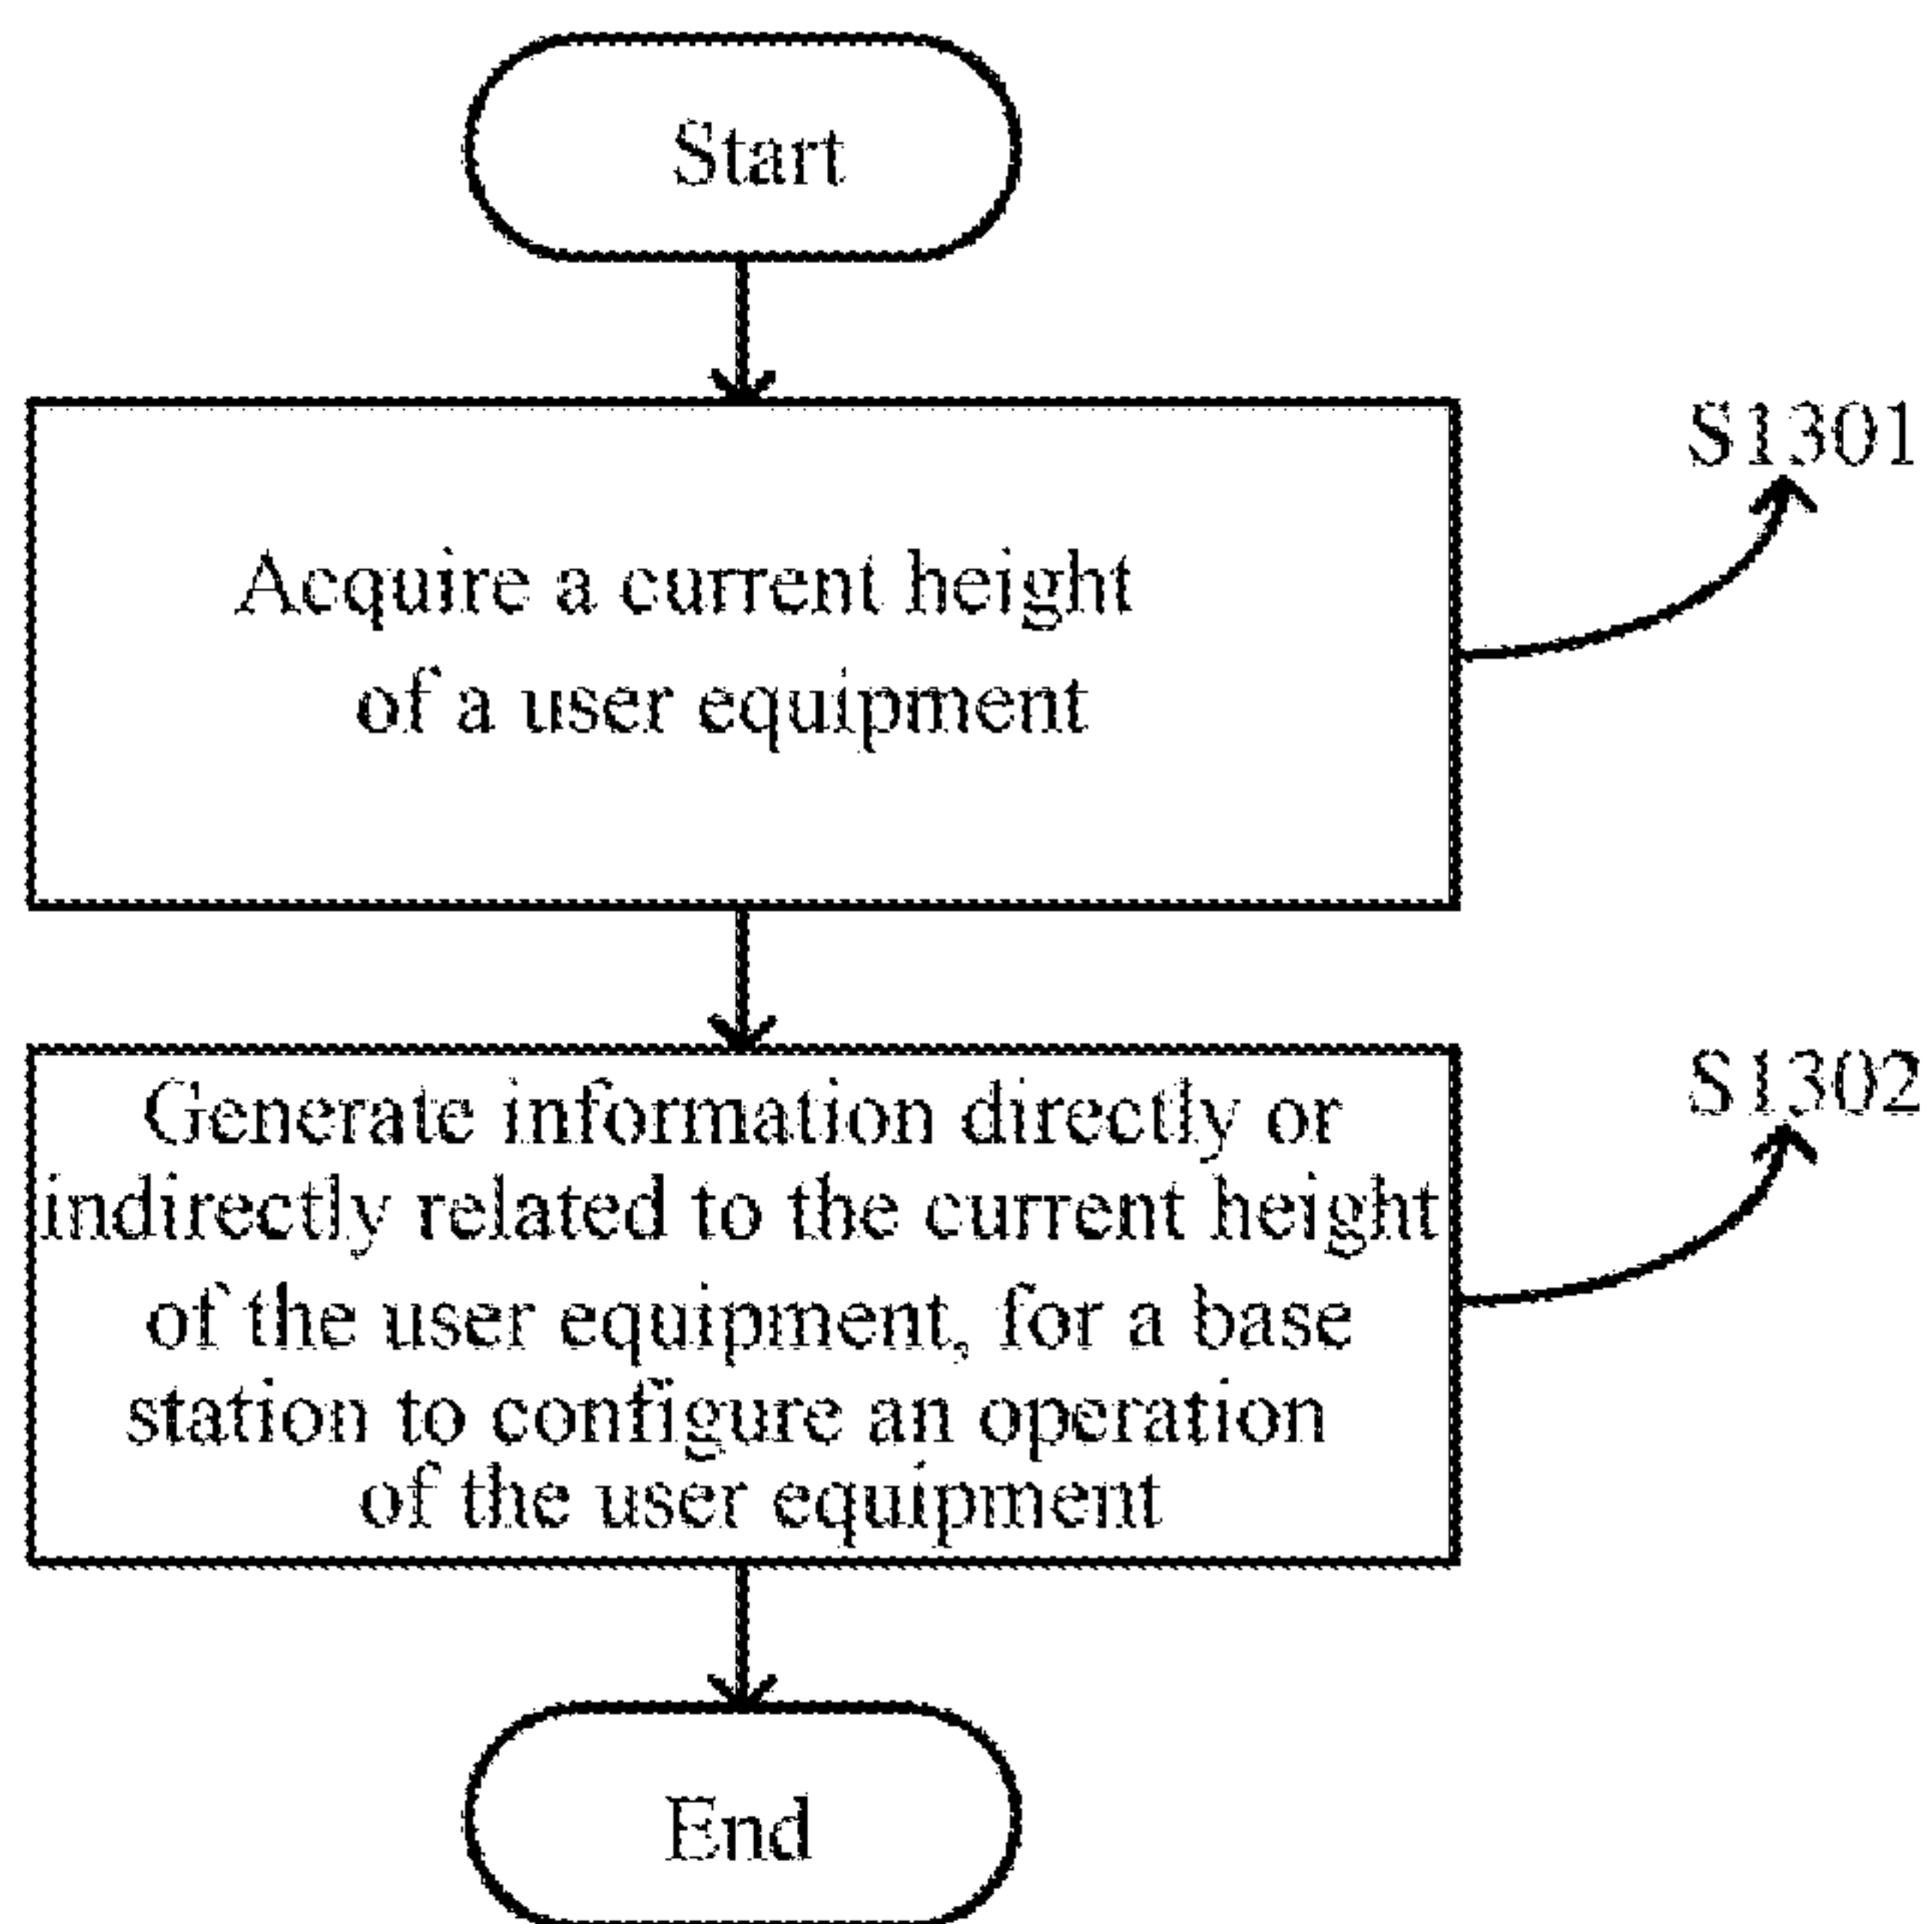 Start
S1301
Acquire a current height
of a user equipment
S1302
Generate information directly or
indirectly related to the current height
of the user equipment, for a base
station to configure an operation
of the user equipment
End